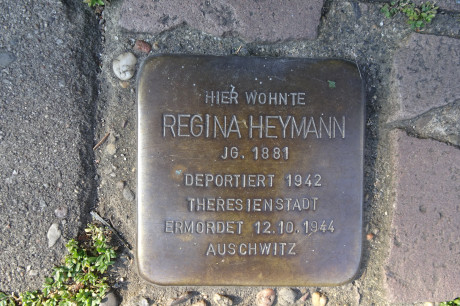 HIER WOHNTE
REGINA HEYMANN
JG. 1881
DEPORTIERT 1942
THERESIENSTADT
ERMORDET 12.10.1944
AUSCHWITZ